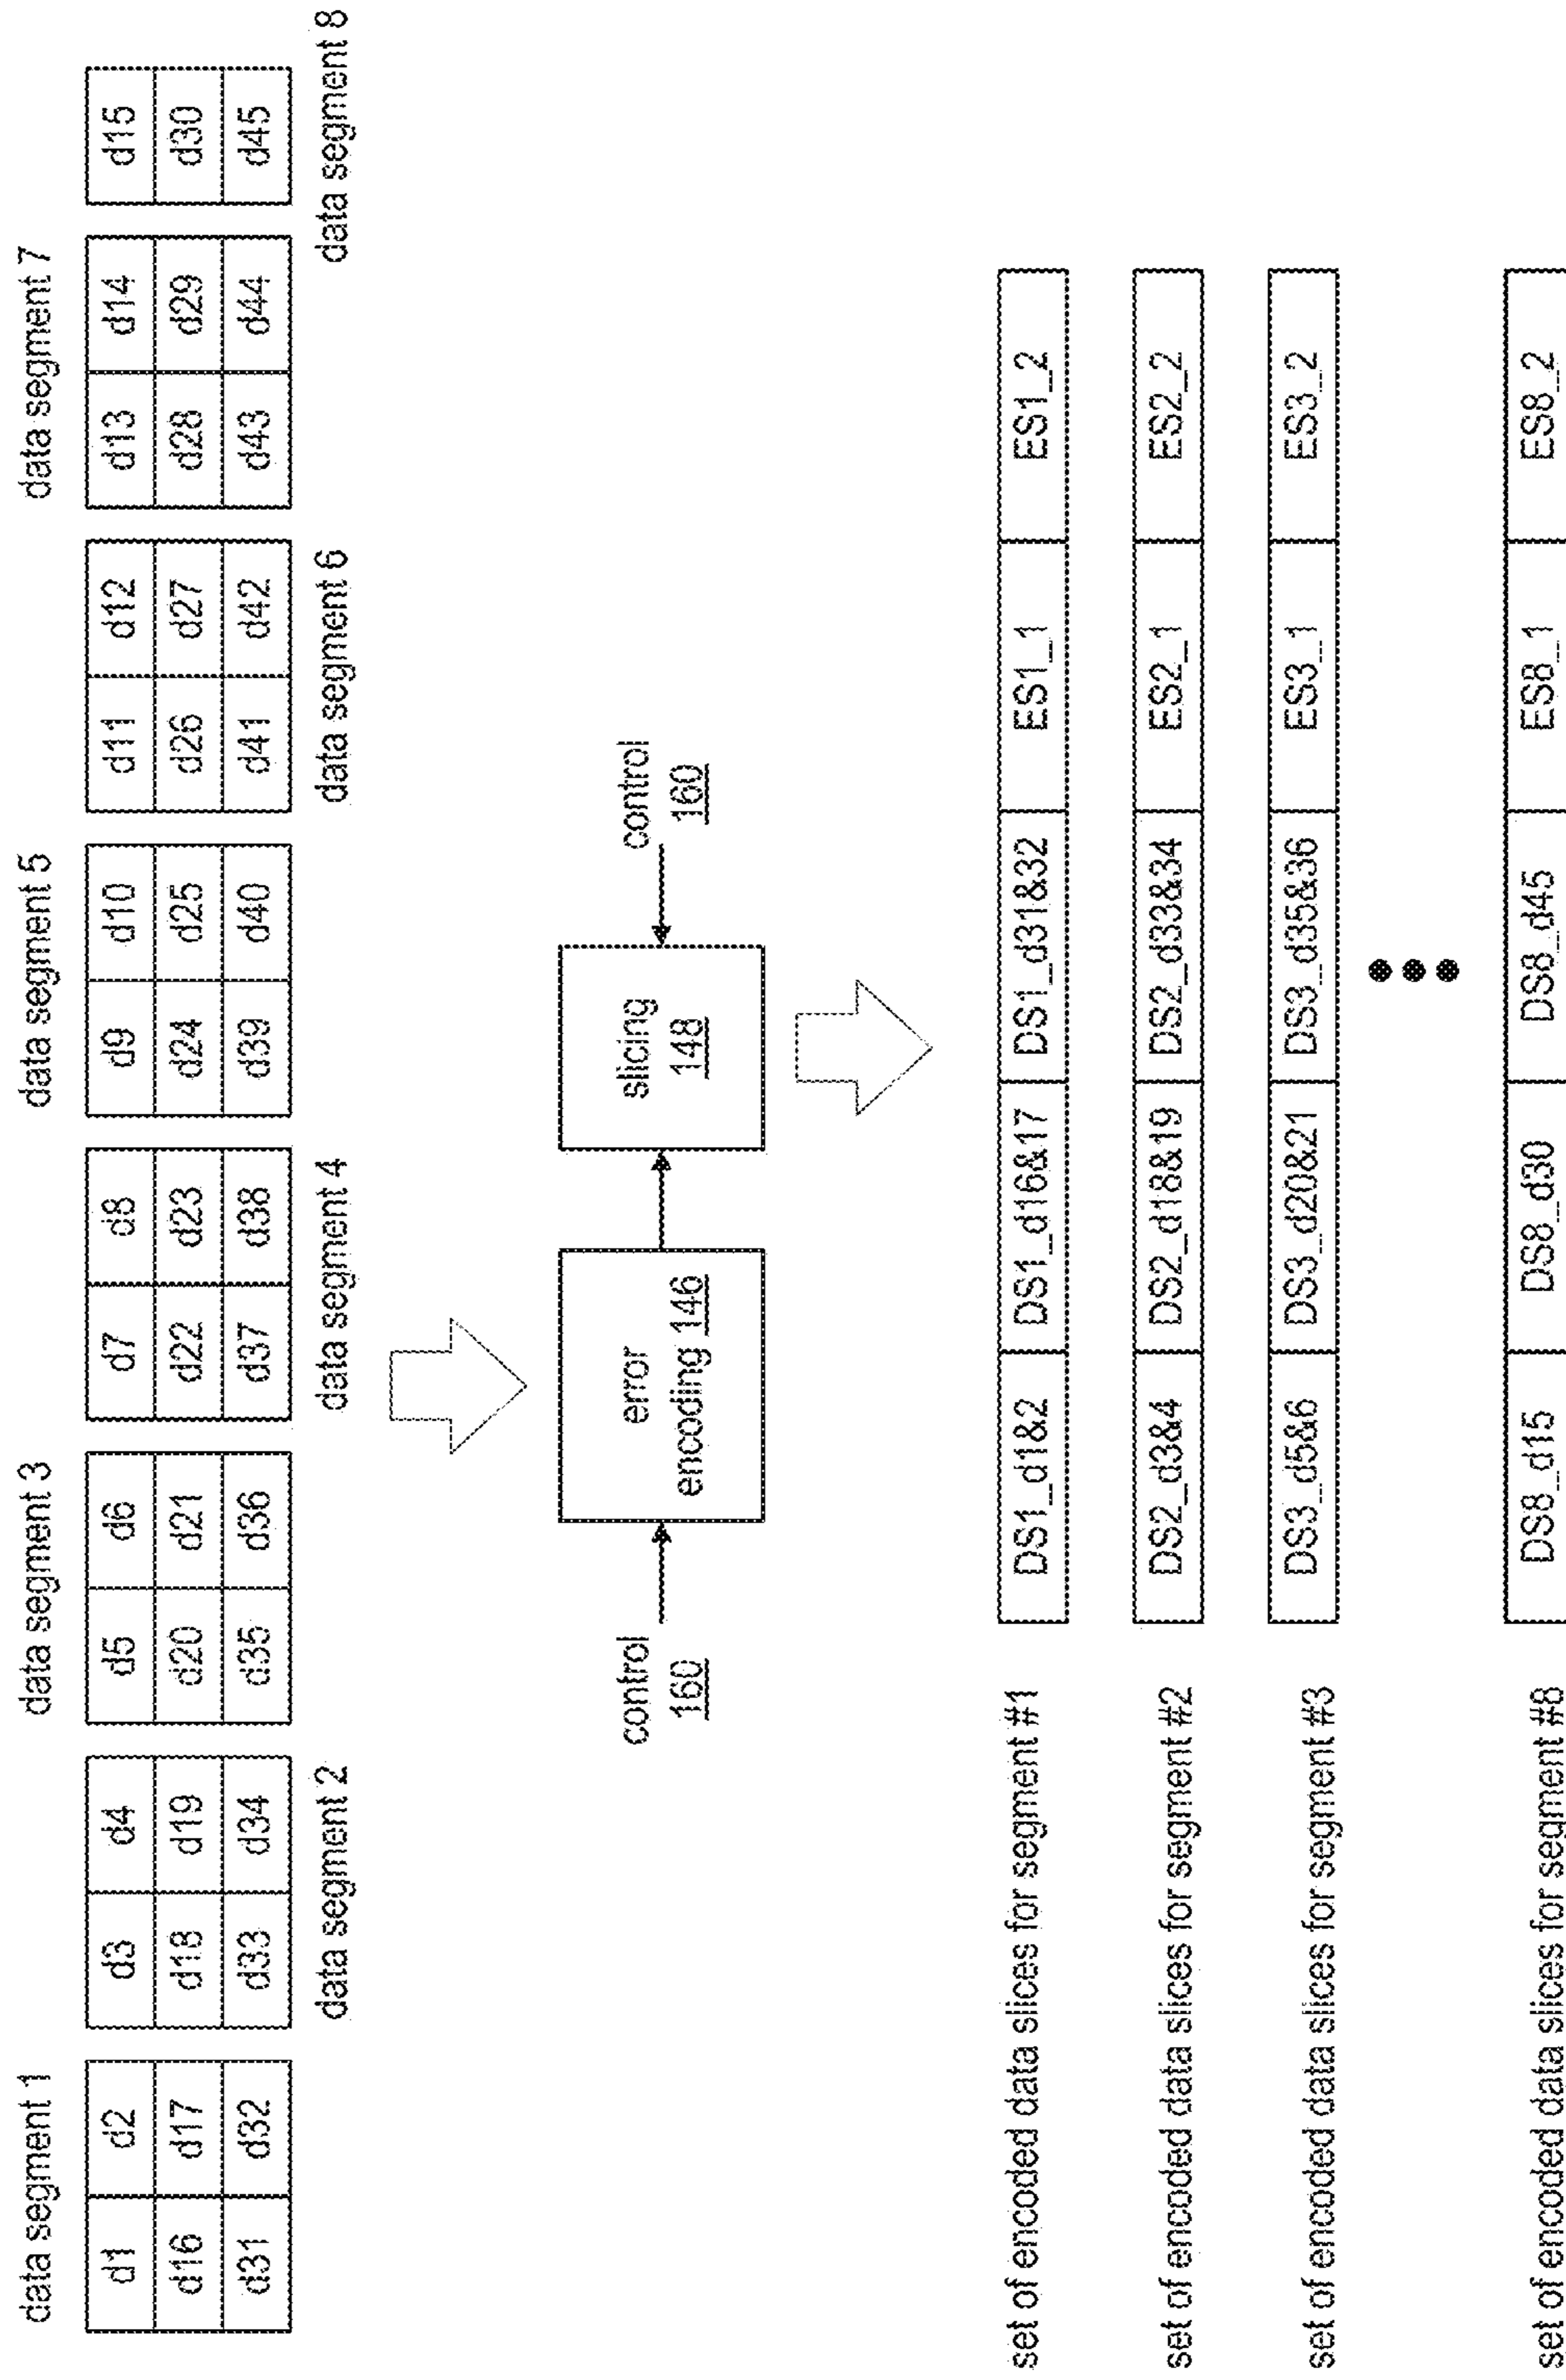 data segment 1
data segment 3
data segment 5
data segment 7
d1 d2 d3 d4 d5 d6 d7 d8 d9 d10 d11 d12 d13 d14 d15
d16 d17 d18 d19 d20 d21 d22 d23 d24 d25 d26 d27 d28 d29 d30
d31 d32 d33 d34 d35 d36 d37 d38 d39 d40 d41 d42 d43 d44 d45
data segment 2
data segment 4
data segment 6
data segment 8
control
160
error
encoding 146
slicing
148
control
160
set of encoded data slices for segment #1 DS1_d1&2 DS1_d16&17 DS1_d31&32 ES1_1 ES1_2
set of encoded data slices for segment #2 DS2_d3&4 DS2_d18&19 DS2_d33&34 ES2_1 ES2_2
set of encoded data slices for segment #3 DS3_d5&6 DS3_d20&21 DS3_d35&36 ES3_1 ES3_2
set of encoded data slices for segment #8 DS8_d15 DS8_d30 DS8_d45 ES8_1 ES8_2